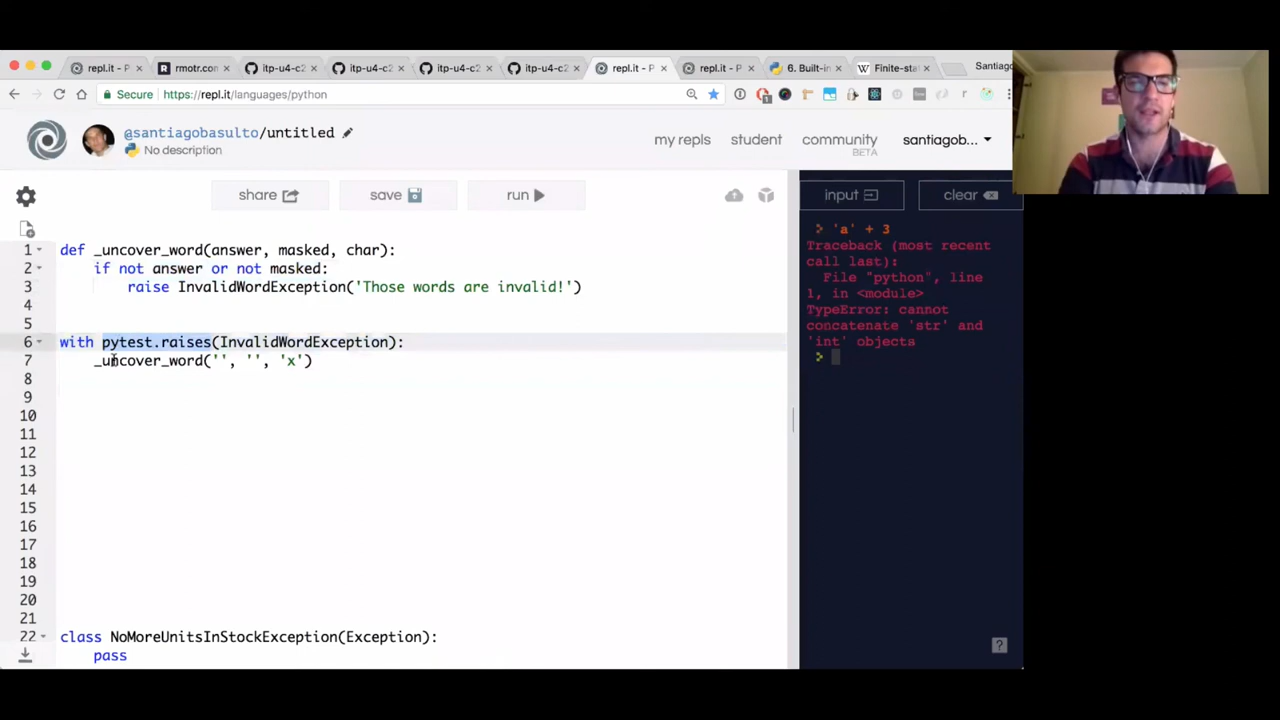 repl.it - P
rmotr.com
itp-u4-c2
itp-u4-c2
itp-u4-c2
itp-u4-c2
repl.it - P
repl.it - P
6. Built-in
Finite-sta
Santiago
Secure
https://repl.it/languages/python
@santiagobasulto/untitled
No description
my repls
student
community
BETA
santiagob...
share
save
run
input
clear
1 def _uncover_word(answer, masked, char):
2 if not answer or not masked:
3 raise InvalidWordException('Those words are invalid!')
4
5
6 with pytest.raises(InvalidWordException):
7 _uncover_word('', '', 'x')
8
9
10
11
12
13
14
15
16
17
18
19
20
21
22 class NoMoreUnitsInStockException(Exception):
pass
> 'a' + 3
Traceback (most recent
call last):
File "python", line
1, in <module>
TypeError: cannot
concatenate 'str' and
'int' objects
>
?